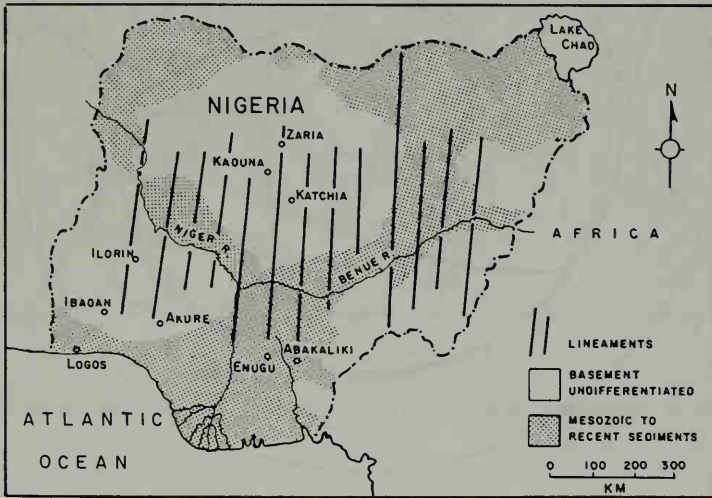 LAKE
CHAD
NIGERIA
N
ZARIA
KAOUNA
KATCHIA
NIGER R.
BENUE R.
AFRICA
ILORIN
IBAOAN
AKURE
LOGOS
ENUGU
ABAKALIKI
ATLANTIC
OCEAN
LINEAMENTS
BASEMENT
UNDIFFERENTIATED
MESOZOIC TO
RECENT SEDIMENTS
0 100 200 300
KM